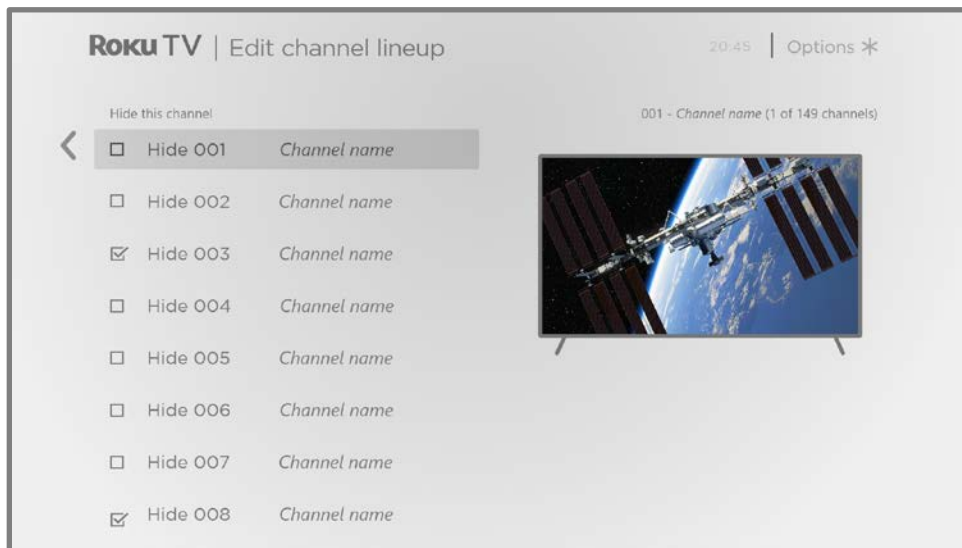 Roku TV | Edit channel lineup
20:45 | Options *
Hide this channel
001 - Channel name (1 of 149 channels)
Hide 001 Channel name
Hide 002 Channel name
Hide 003 Channel name
Hide 004 Channel name
Hide 005 Channel name
Hide 006 Channel name
Hide 007 Channel name
Hide 008 Channel name